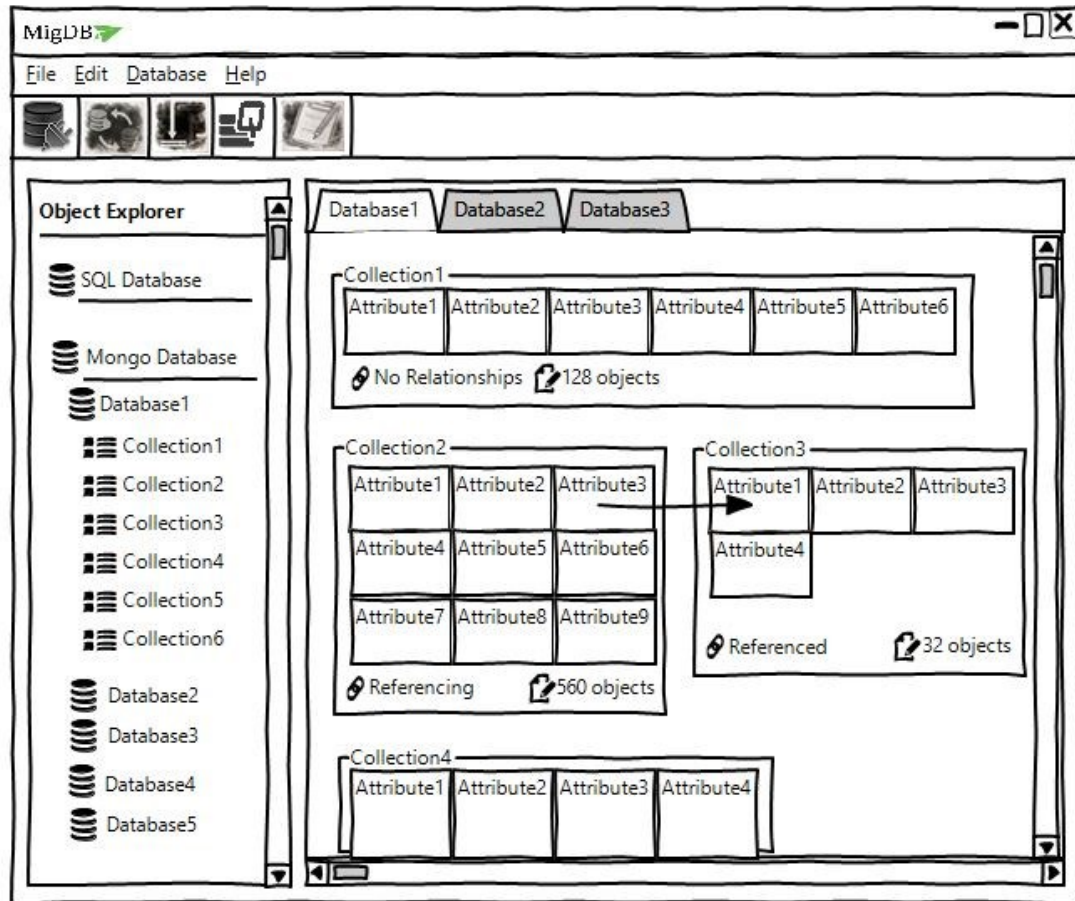 MigDB
File Edit Database Help
Object Explorer
SQL Database
Mongo Database
Database1
Collection1
Collection2
Collection3
Collection4
Collection5
Collection6
Database2
Database3
Database4
Database5
Database1 Database2 Database3
Collection1
Attribute1 Attribute2 Attribute3 Attribute4 Attribute5 Attribute6
No Relationships 128 objects
Collection2
Attribute1 Attribute2 Attribute3
Attribute4 Attribute5 Attribute6
Attribute7 Attribute8 Attribute9
Referencing 560 objects
Collection3
Attribute1 Attribute2 Attribute3
Attribute4
Referenced 32 objects
Collection4
Attribute1 Attribute2 Attribute3 Attribute4